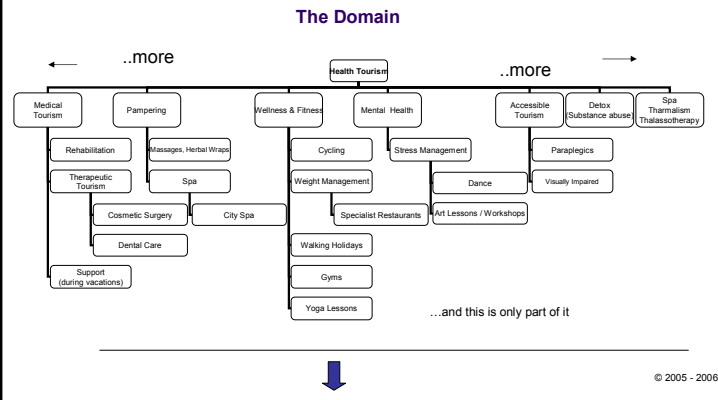 The Domain
..more
..more
Health Tourism
Medical
Tourism
Pampering
Wellness & Fitness
Mental Health
Accessible
Tourism
Detox
(Substance abuse)
Spa
Tharmalism
Thalassotherapy
Rehabilitation
Massages, Herbal Wraps
Cycling
Stress Management
Paraplegics
Therapeutic
Tourism
Spa
Weight Management
Dance
Visually Impaired
Cosmetic Surgery
City Spa
Specialist Restaurants
Art Lessons / Workshops
Dental Care
Walking Holidays
Support
(during vacations)
Gyms
Yoga Lessons
…and this is only part of it
© 2005 - 2006